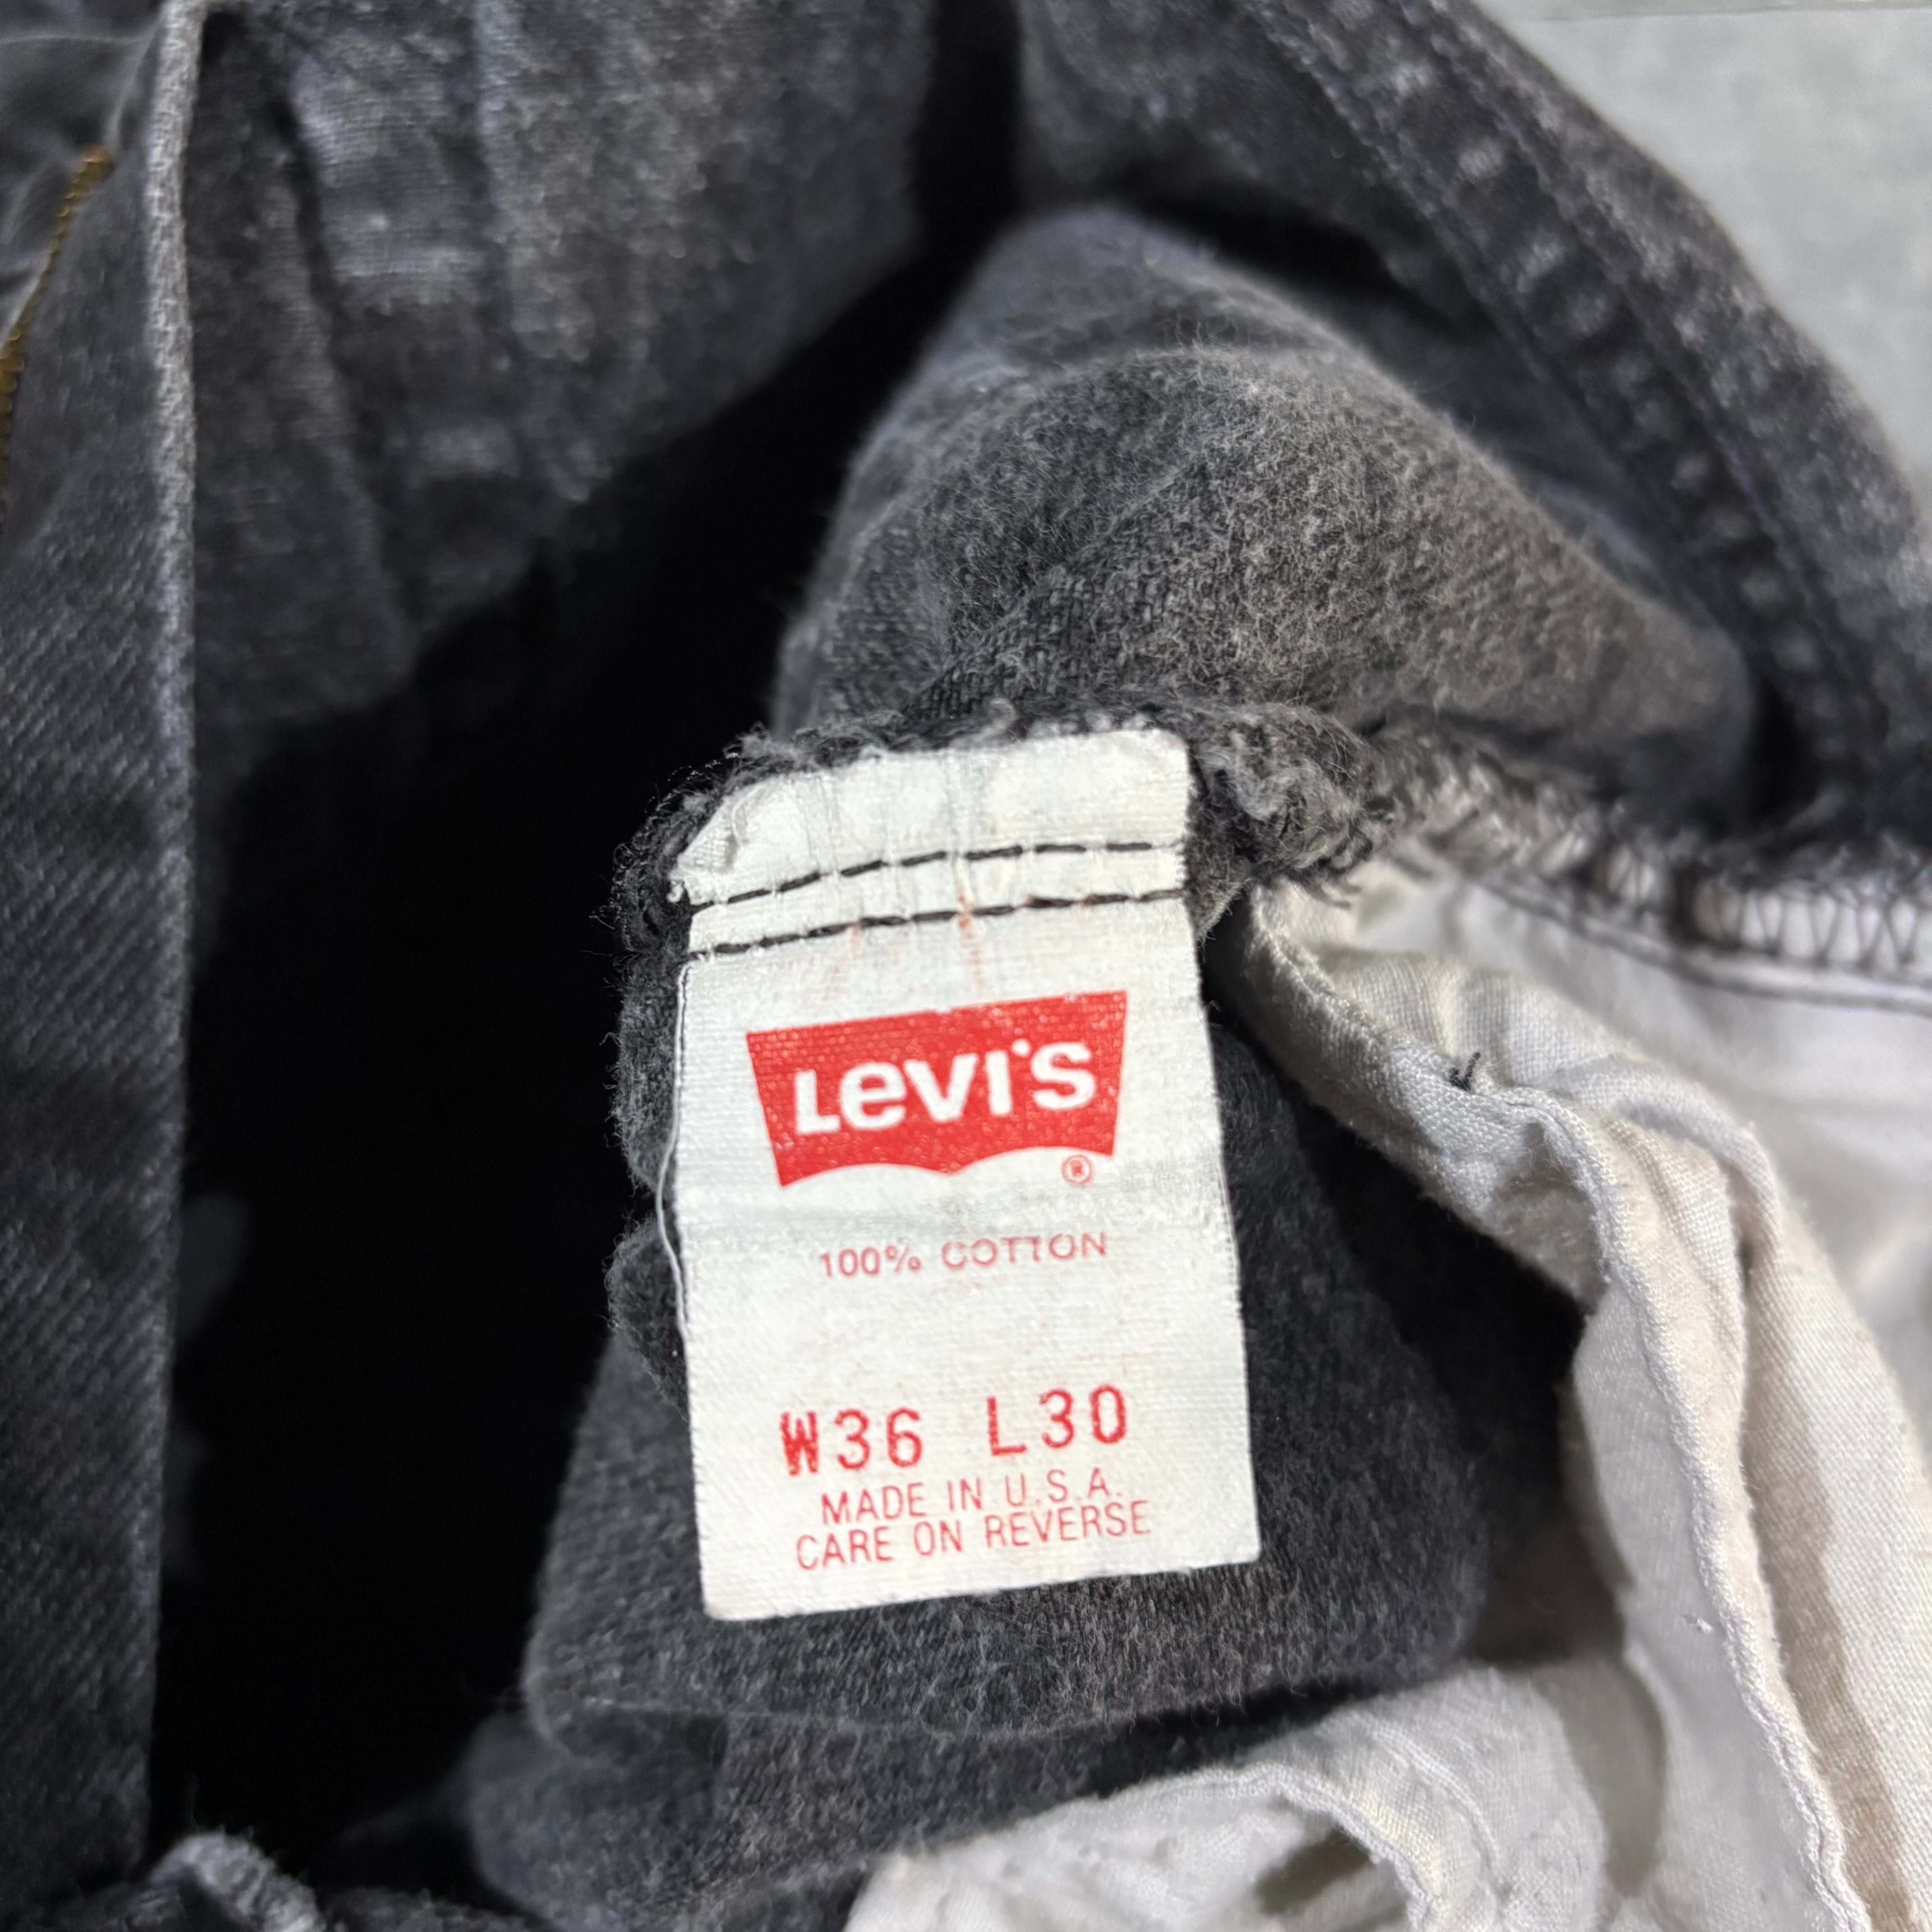 Levi's
®
100% COTTON
W36 L30
MADE IN U.S.A.
CARE ON REVERSE